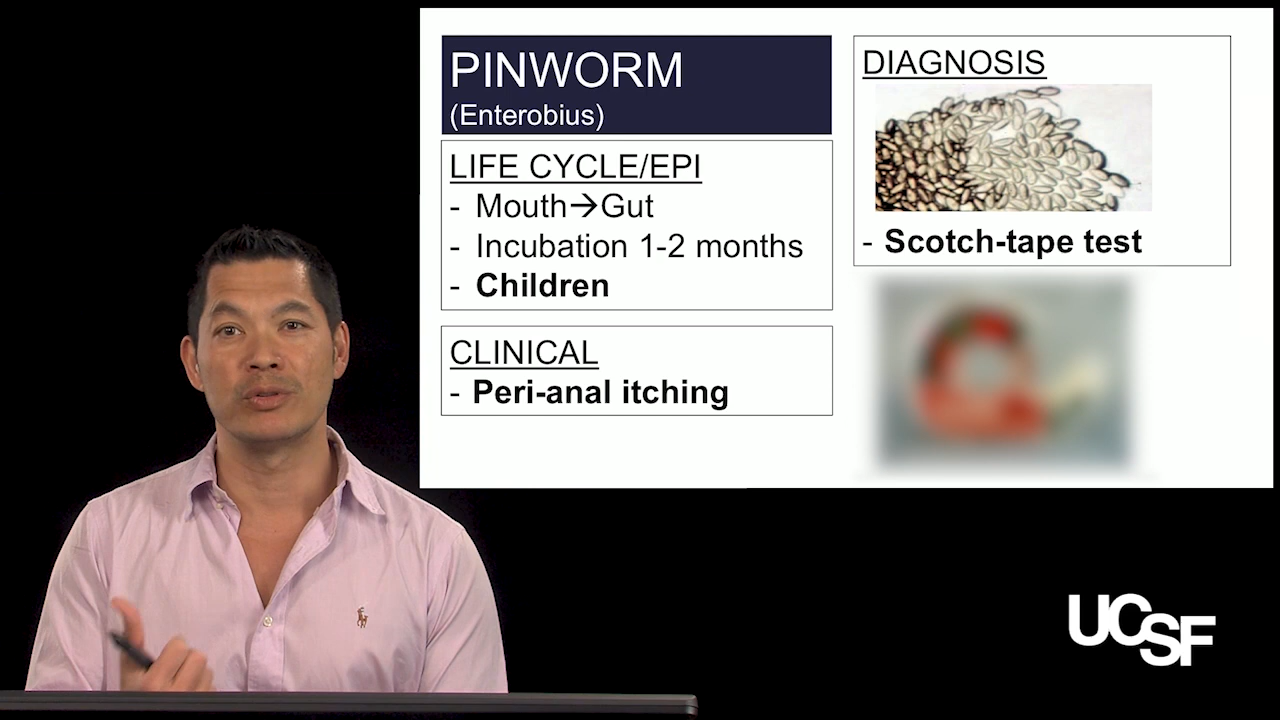 PINWORM
(Enterobius)
LIFE CYCLE/EPI
- Mouth→Gut
- Incubation 1-2 months
- Children
CLINICAL
- Peri-anal itching
DIAGNOSIS
- Scotch-tape test
UCSF